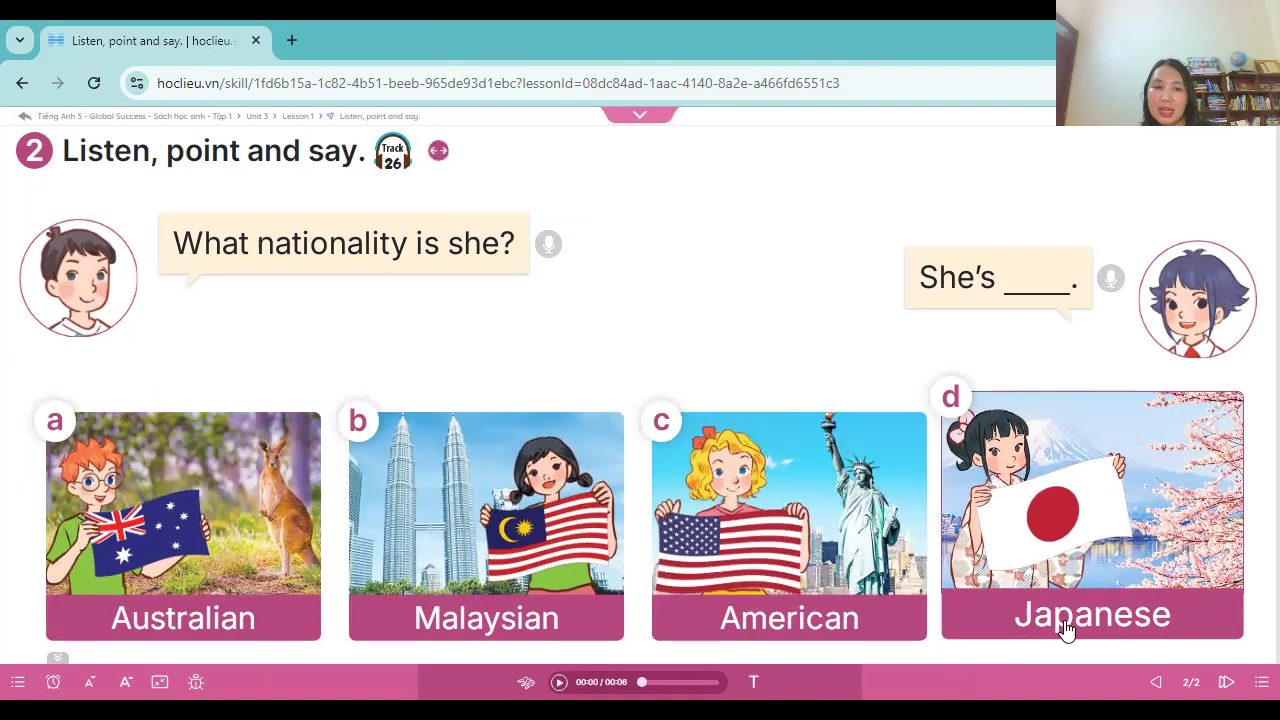 Listen, point and say. | hoclieu.
hoclieu.vn/skill/1fd6b15a-1c82-4b51-beeb-965de93d1ebc?lessonId=08dc84ad-1aac-4140-8a2e-a466fd6551c3
Tiếng Anh 5 - Global Success - Sách học sinh - Tập 1 > Unit 3 > Lesson 1 > Listen, point and say.
2 Listen, point and say. Track 26
What nationality is she?
She's ____.
a
b
c
d
Australian
Malaysian
American
Japanese
00:00 / 00:06
T
2/2